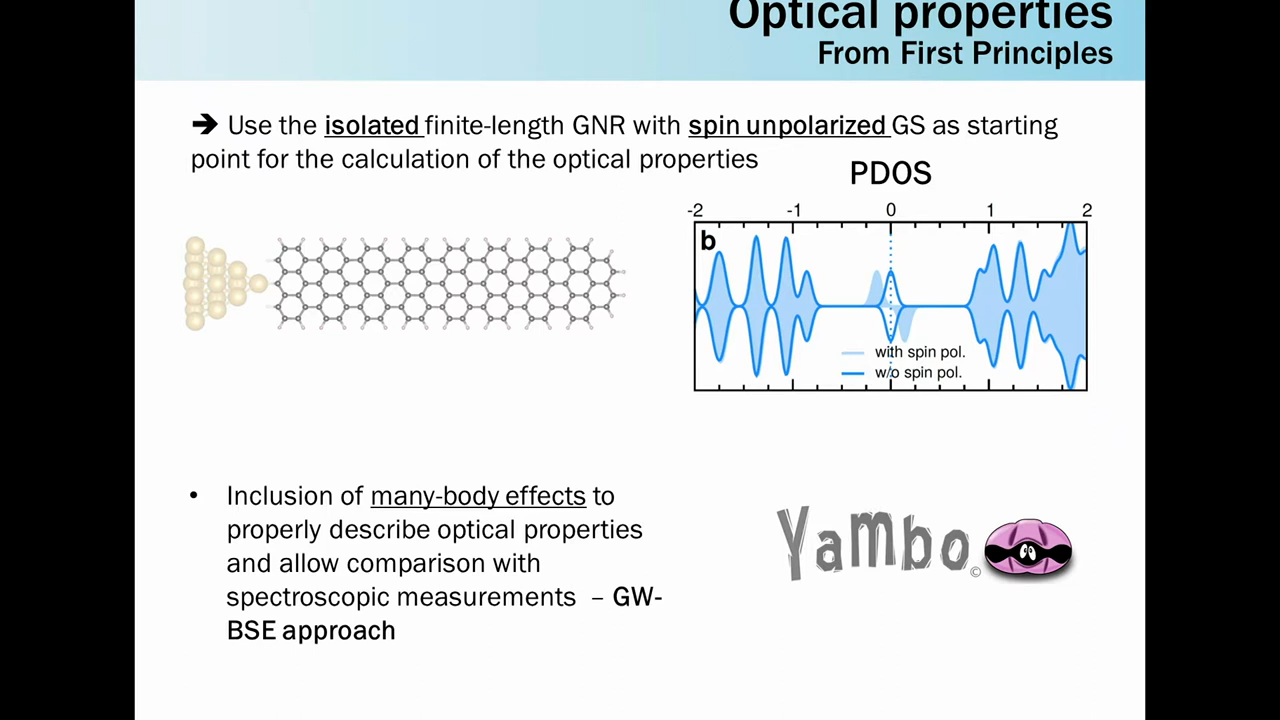 Optical properties
From First Principles
➔ Use the isolated finite-length GNR with spin unpolarized GS as starting
point for the calculation of the optical properties
PDOS
-2 -1 0 1 2
b
with spin pol.
w/o spin pol.
• Inclusion of many-body effects to
properly describe optical properties
and allow comparison with
spectroscopic measurements – GW-
BSE approach
Yambo ©